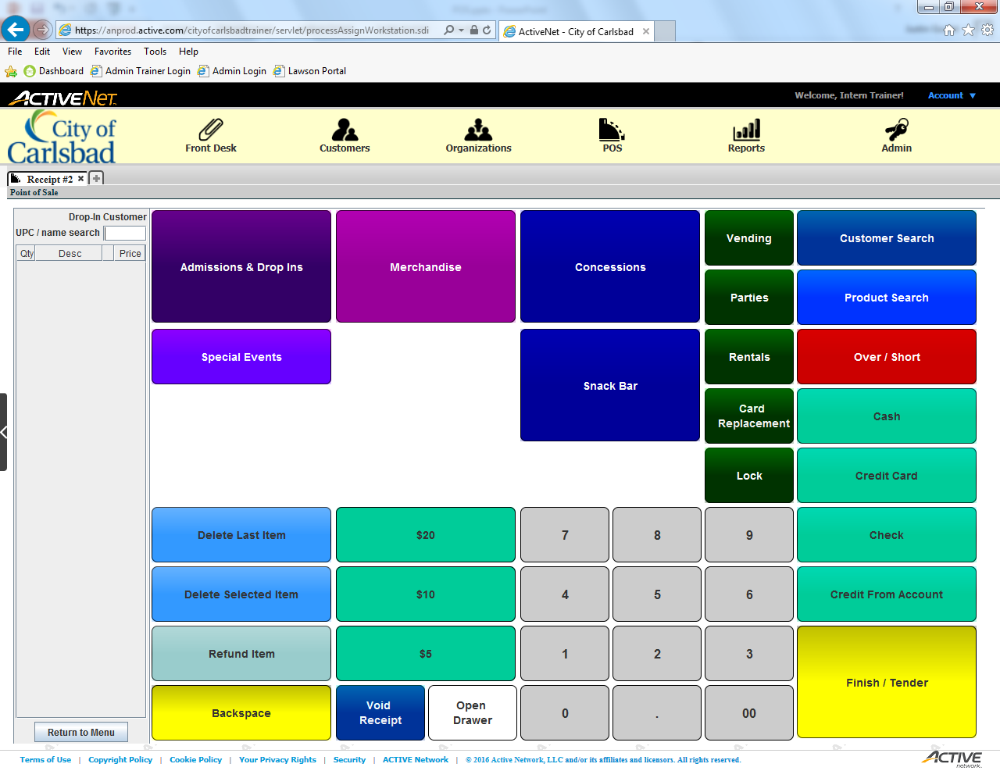 https://anprod.active.com/cityofcarlsbadtrainer/servlet/processAssignWorkstation.sdi
ActiveNet - City of Carlsbad
File Edit View Favorites Tools Help
Dashboard Admin Trainer Login Admin Login Lawson Portal
ACTIVENET
Welcome, Intern Trainer! Account
City of
Carlsbad
Front Desk Customers Organizations POS Reports Admin
Receipt #2
Point of Sale
Drop-In Customer
UPC / name search
Qty Desc Price
Return to Menu
Admissions & Drop Ins
Merchandise
Concessions
Vending
Customer Search
Parties
Product Search
Special Events
Snack Bar
Rentals
Over / Short
Card
Replacement
Cash
Lock
Credit Card
Delete Last Item
$20
7
8
9
Check
Delete Selected Item
$10
4
5
6
Credit From Account
Refund Item
$5
1
2
3
Finish / Tender
Backspace
Void
Receipt
Open
Drawer
0
.
00
Terms of Use | Copyright Policy | Cookie Policy | Your Privacy Rights | Security | ACTIVE Network | © 2016 Active Network, LLC and/or its affiliates and licensors. All rights reserved.
ACTIVE
network